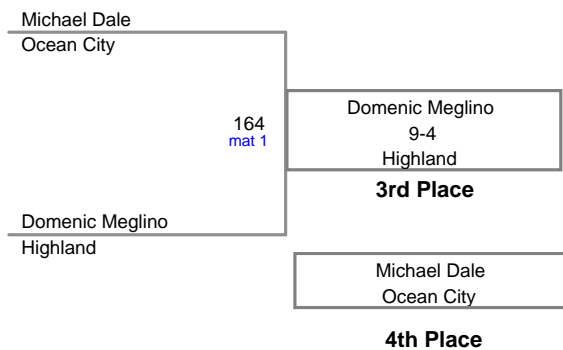 Michael Dale
Ocean City
164
mat 1
Domenic Meglino
9-4
Highland
3rd Place
Domenic Meglino
Highland
Michael Dale
Ocean City
4th Place